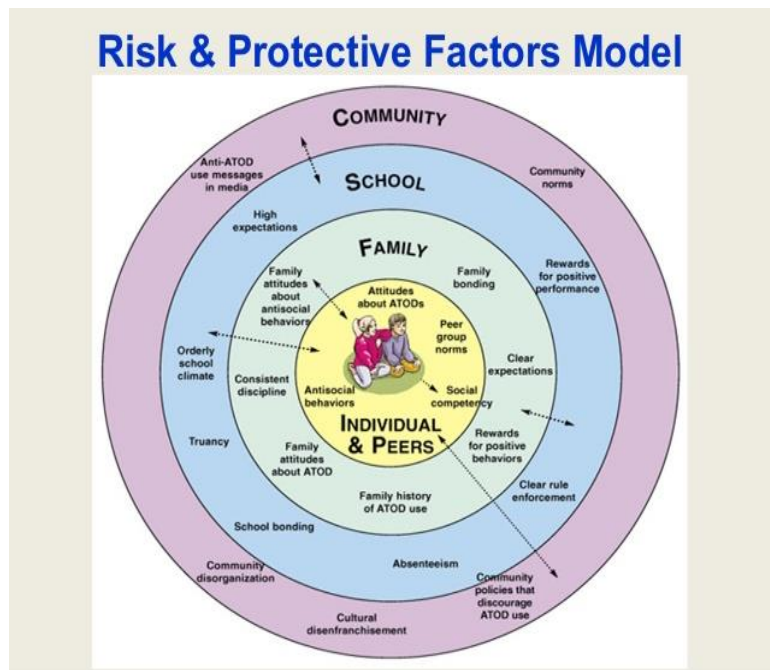 Risk & Protective Factors Model
COMMUNITY
Anti-ATOD
use messages
in media
Community
norms
SCHOOL
High
expectations
Rewards
for positive
performance
FAMILY
Family
attitudes
about
antisocial
behaviors
Family
bonding
Attitudes
about ATODs
Peer
group
norms
Orderly
school
climate
Consistent
discipline
Clear
expectations
Antisocial
behaviors
Social
competency
INDIVIDUAL
& PEERS
Truancy
Family
attitudes
about ATOD
Rewards
for positive
behaviors
Family history
of ATOD use
Clear rule
enforcement
School bonding
Absenteeism
Community
disorganization
Community
policies that
discourage
ATOD use
Cultural
disenfranchisement